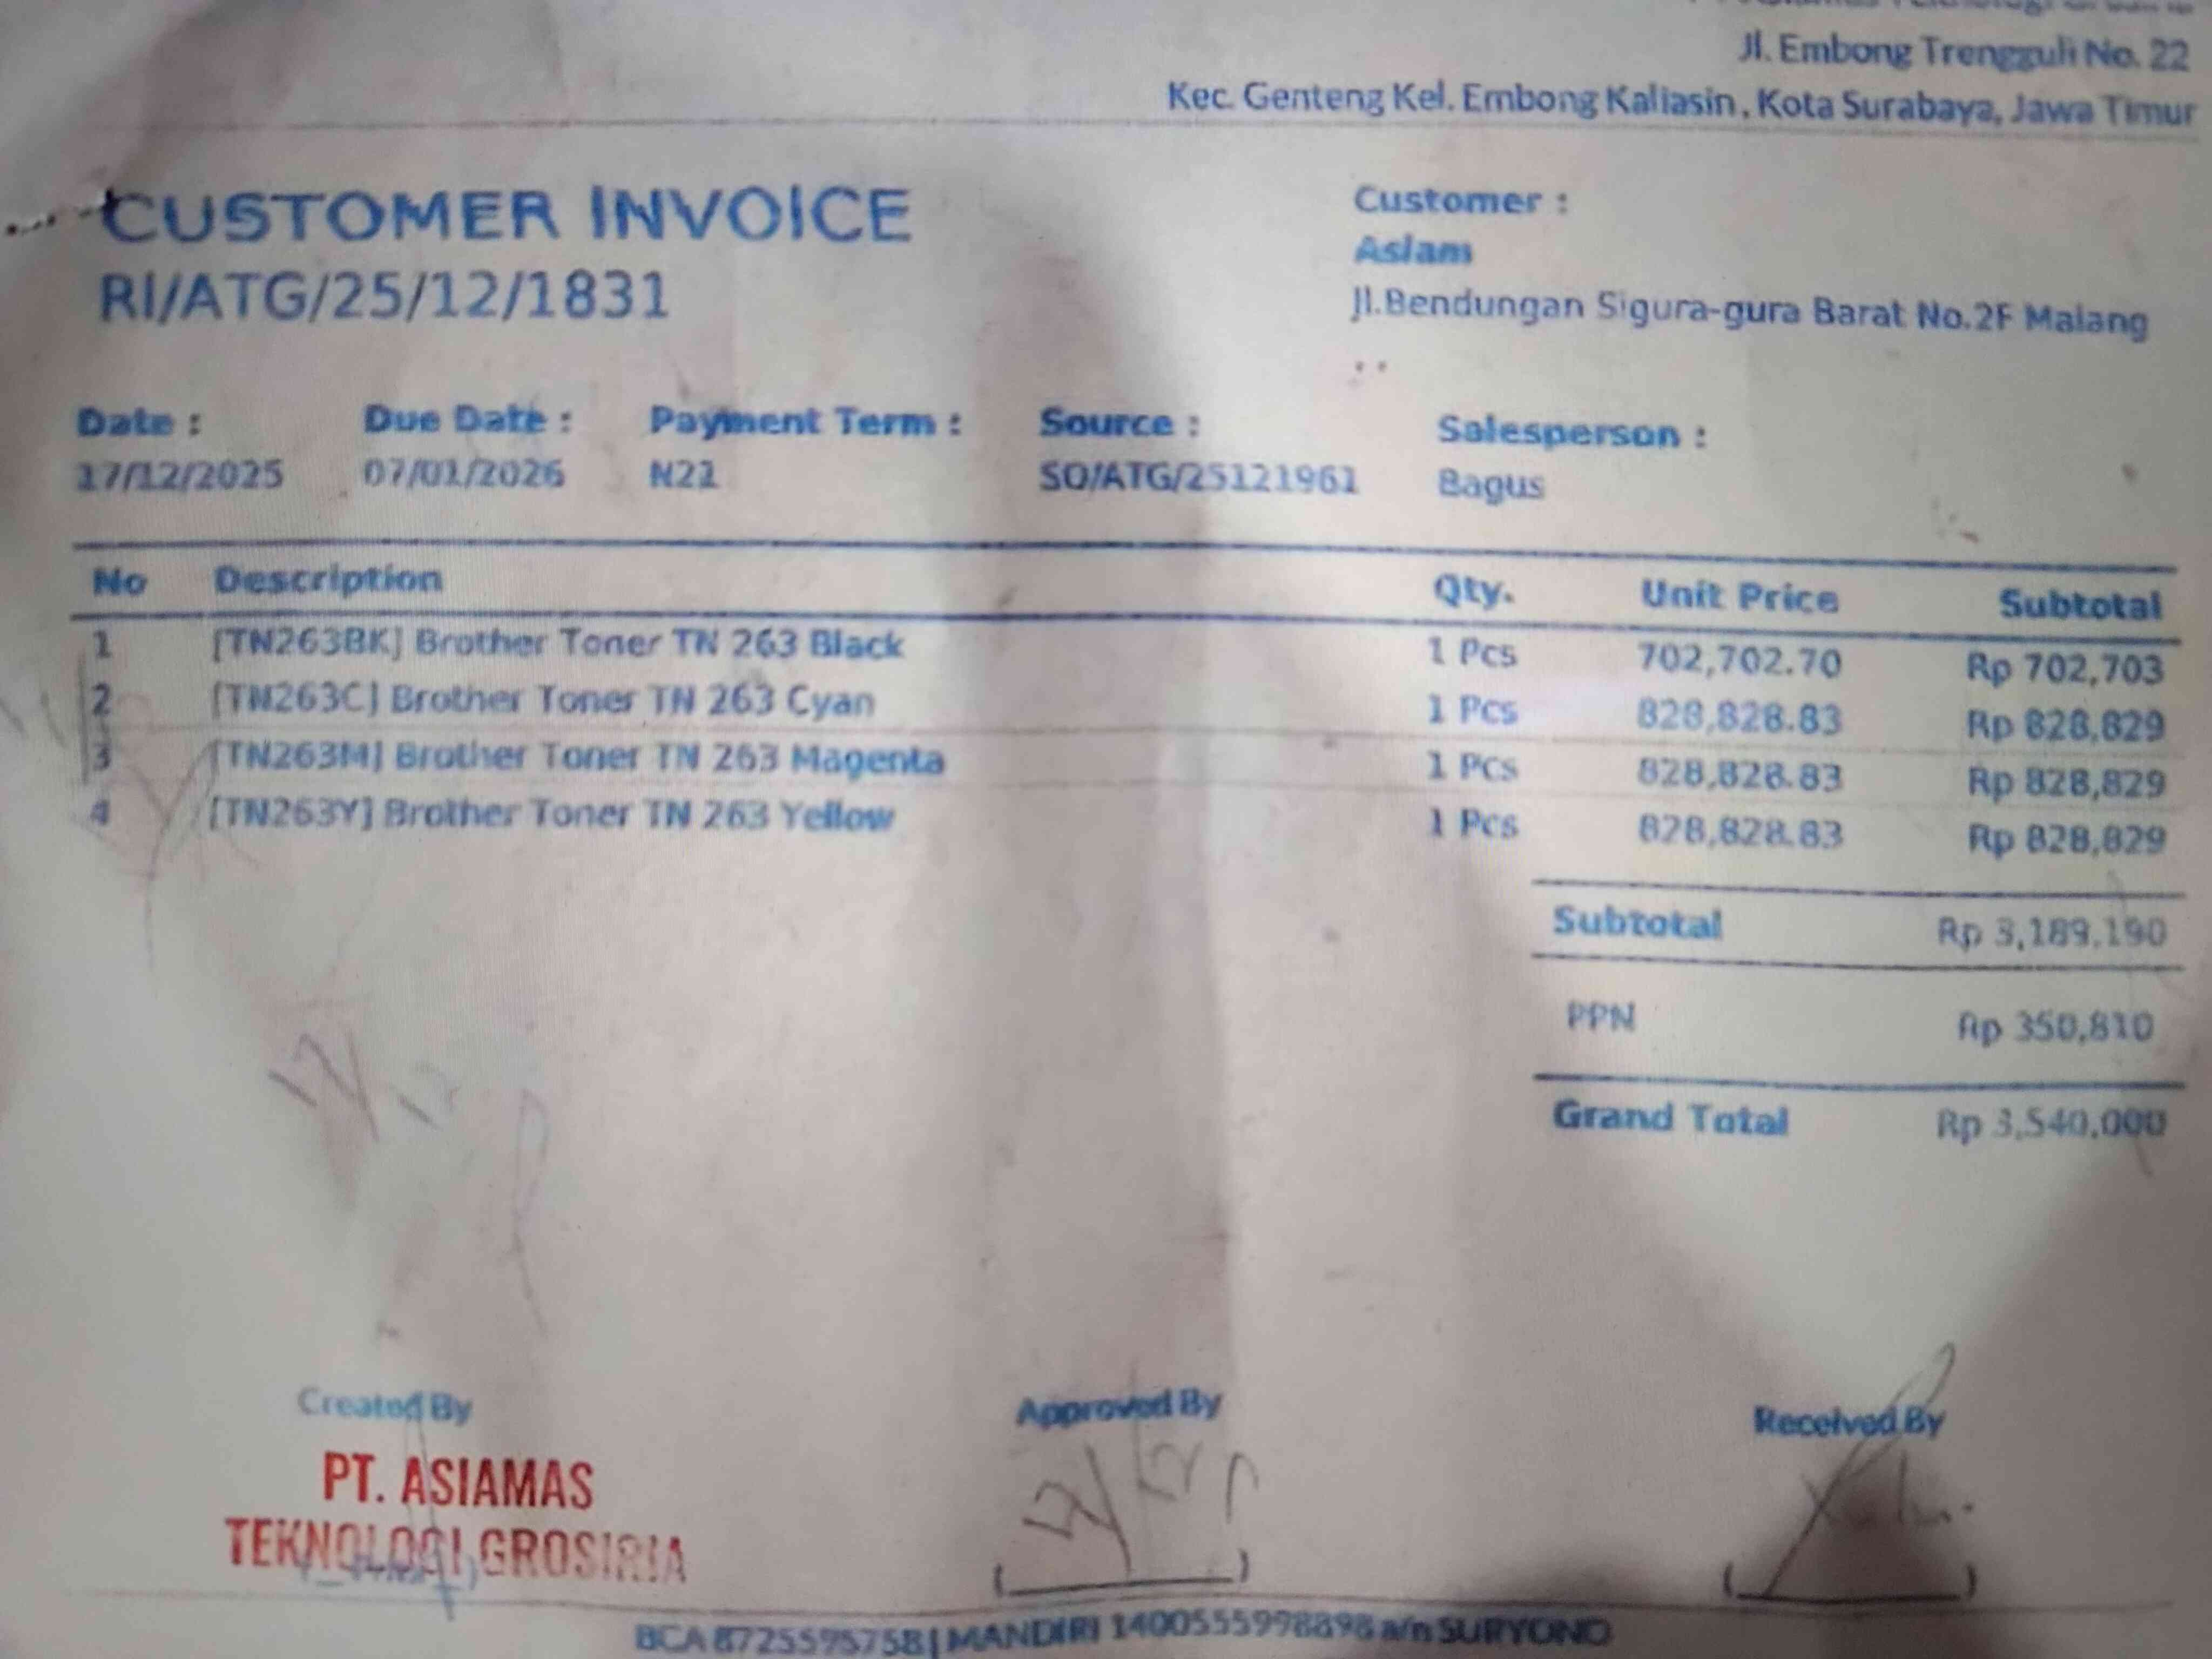 Jl. Embong Trengguli No. 22
Kec. Genteng Kel. Embong Kaliasin, Kota Surabaya, Jawa Timur
CUSTOMER INVOICE
RI/ATG/25/12/1831
Customer :
Aslam
Jl.Bendungan Sigura-gura Barat No.2F Malang
. .
Date : Due Date : Payment Term : Source : Salesperson :
17/12/2025 07/01/2026 N21 SO/ATG/25121961 Bagus
No Description Qty. Unit Price Subtotal
1 [TN263BK] Brother Toner TN 263 Black 1 Pcs 702,702.70 Rp 702,703
2 [TN263C] Brother Toner TN 263 Cyan 1 Pcs 828,828.83 Rp 828,829
3 [TN263M] Brother Toner TN 263 Magenta 1 Pcs 828,828.83 Rp 828,829
4 [TN263Y] Brother Toner TN 263 Yellow 1 Pcs 828,828.83 Rp 828,829
Subtotal Rp 3,189,190
PPN Rp 350,810
Grand Total Rp 3,540,000
Created By Approved By Received By
PT. ASIAMAS
TEKNOLOGI GROSIRIA
BCA 8725595758 | MANDIRI 1400555998898 a/n SURYONO